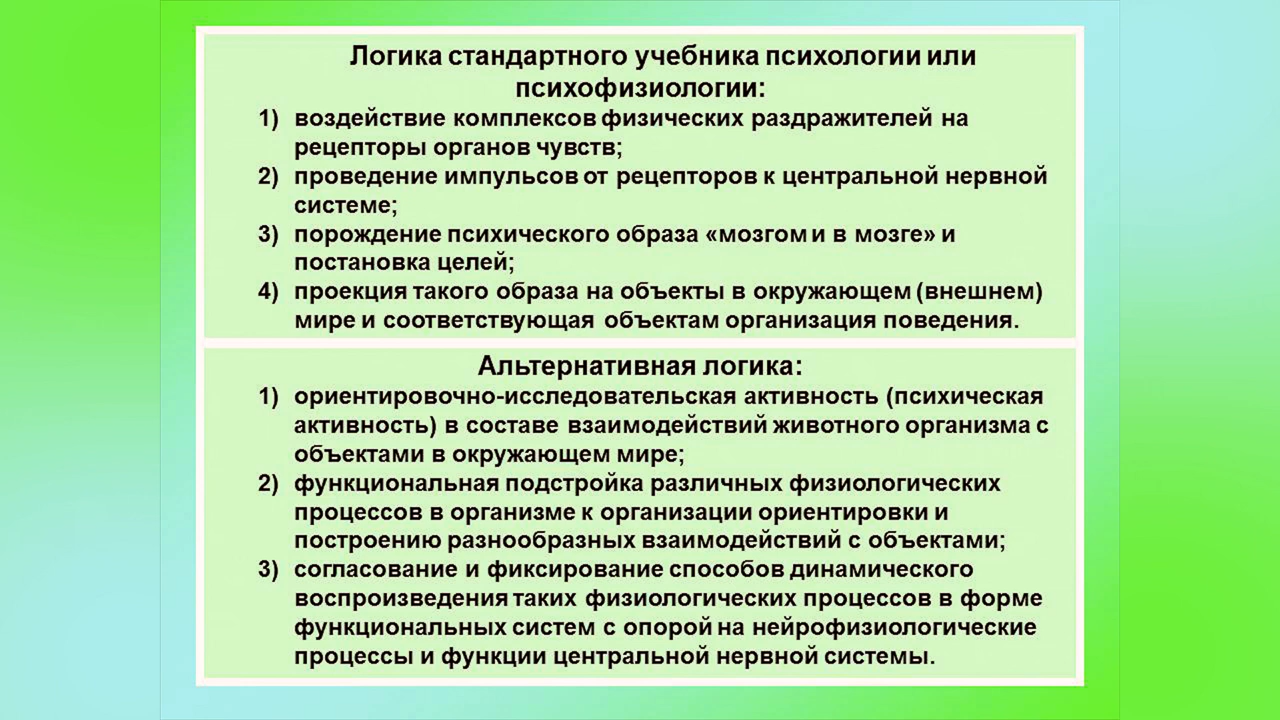 Логика стандартного учебника психологии или
психофизиологии:
1) воздействие комплексов физических раздражителей на
рецепторы органов чувств;
2) проведение импульсов от рецепторов к центральной нервной
системе;
3) порождение психического образа «мозгом и в мозге» и
постановка целей;
4) проекция такого образа на объекты в окружающем (внешнем)
мире и соответствующая объектам организация поведения.
Альтернативная логика:
1) ориентировочно-исследовательская активность (психическая
активность) в составе взаимодействий животного организма с
объектами в окружающем мире;
2) функциональная подстройка различных физиологических
процессов в организме к организации ориентировки и
построению разнообразных взаимодействий с объектами;
3) согласование и фиксирование способов динамического
воспроизведения таких физиологических процессов в форме
функциональных систем с опорой на нейрофизиологические
процессы и функции центральной нервной системы.